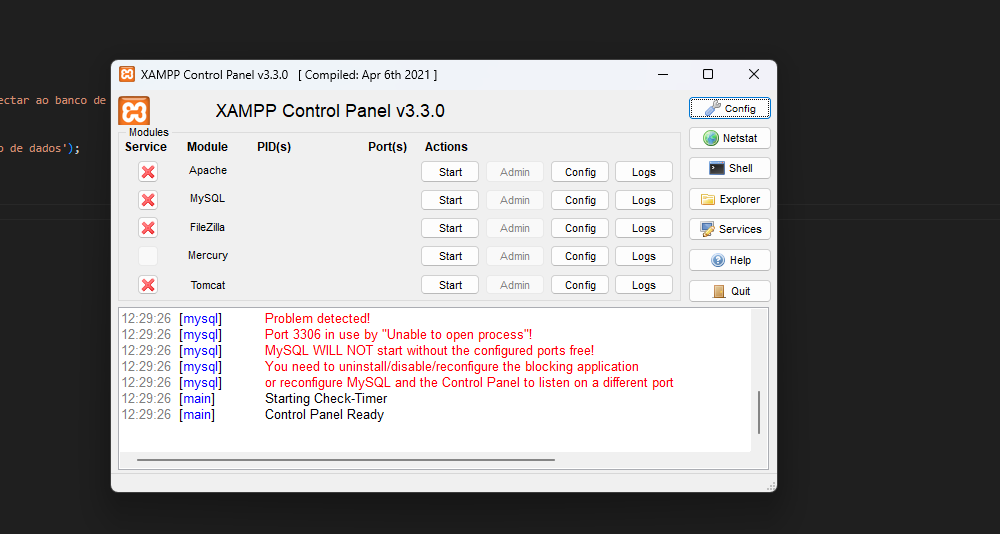 XAMPP Control Panel v3.3.0 [ Compiled: Apr 6th 2021 ]
ectar ao banco de
o de dados');
XAMPP Control Panel v3.3.0
Config
Modules
Netstat
Service Module PID(s) Port(s) Actions
Apache Start Admin Config Logs
Shell
MySQL Start Admin Config Logs
Explorer
FileZilla Start Admin Config Logs
Services
Mercury Start Admin Config Logs
Help
Tomcat Start Admin Config Logs
Quit
12:29:26 [mysql] Problem detected!
12:29:26 [mysql] Port 3306 in use by "Unable to open process"!
12:29:26 [mysql] MySQL WILL NOT start without the configured ports free!
12:29:26 [mysql] You need to uninstall/disable/reconfigure the blocking application
12:29:26 [mysql] or reconfigure MySQL and the Control Panel to listen on a different port
12:29:26 [main] Starting Check-Timer
12:29:26 [main] Control Panel Ready